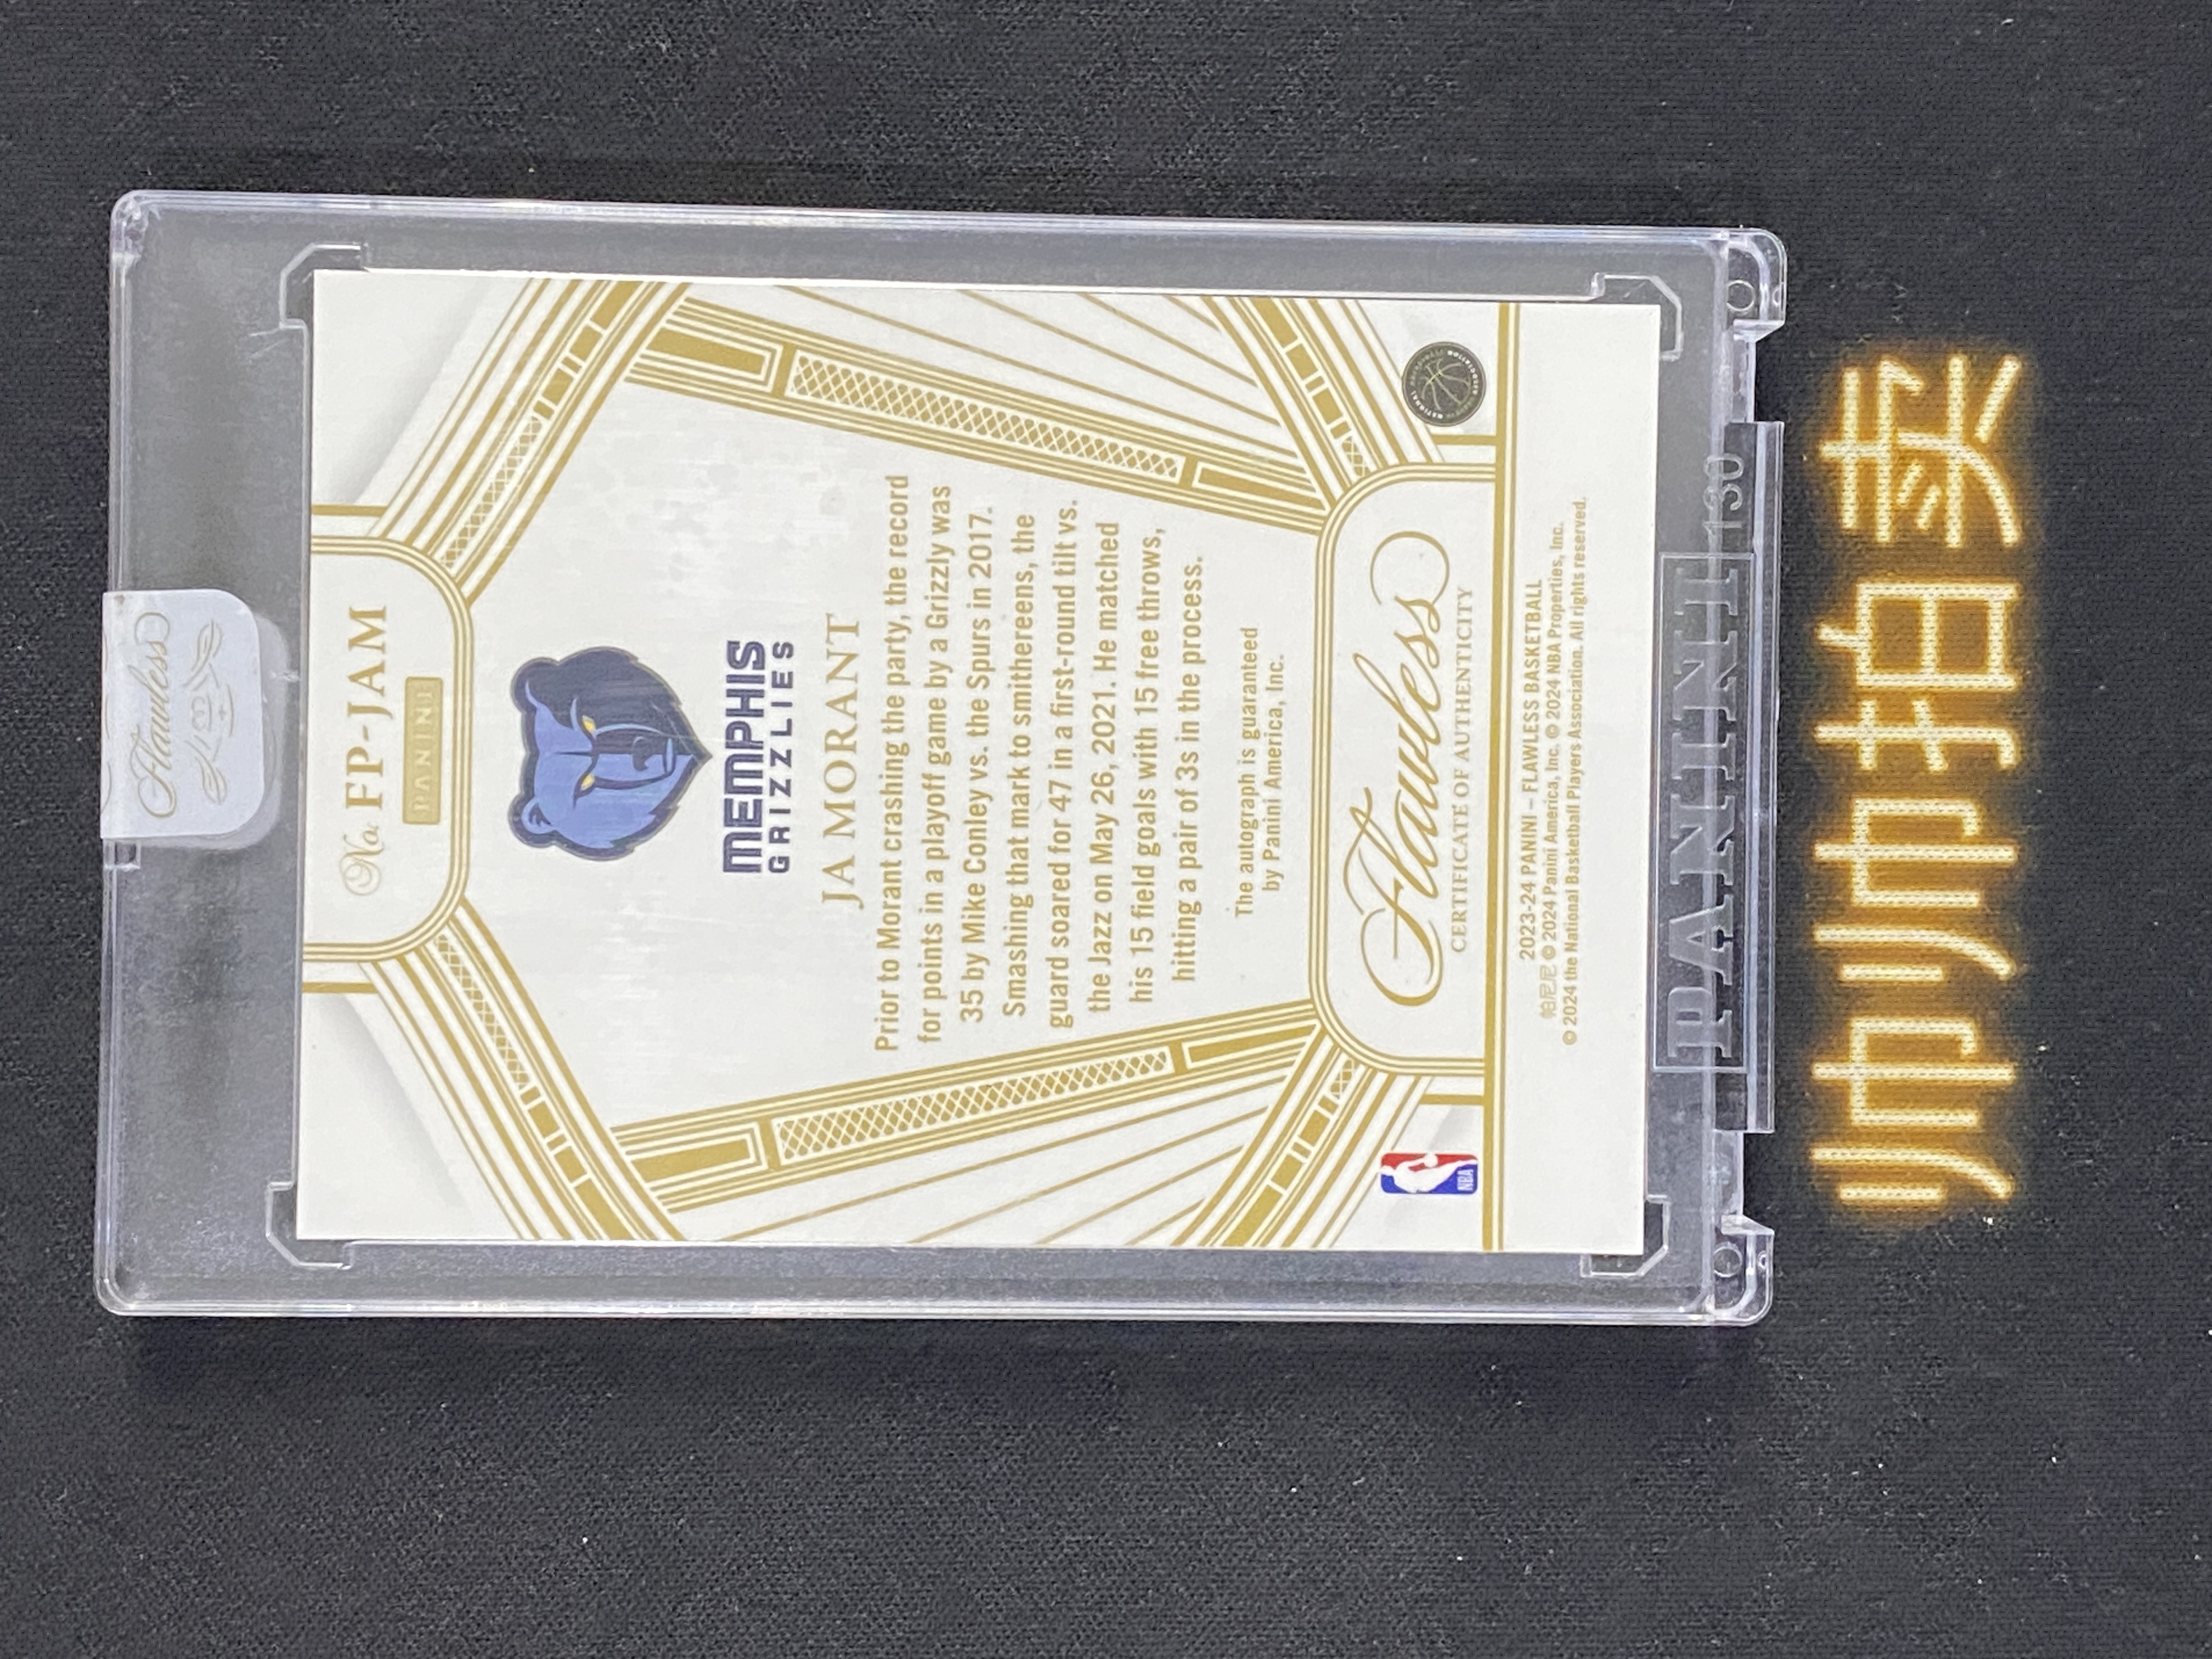 Flawless
No. FP-JAM
PANINI
MEMPHIS
GRIZZLIES
JA MORANT
Prior to Morant crashing the party, the record
for points in a playoff game by a Grizzly was
35 by Mike Conley vs. the Spurs in 2017.
Smashing that mark to smithereens, the
guard soared for 47 in a first-round tilt vs.
the Jazz on May 26, 2021. He matched
his 15 field goals with 15 free throws,
hitting a pair of 3s in the process.
The autograph is guaranteed
by Panini America, Inc.
Flawless
CERTIFICATE OF AUTHENTICITY
NBA
2023-24 PANINI – FLAWLESS BASKETBALL
帕尼尼 © 2024 Panini America, Inc. © 2024 NBA Properties, Inc.
© 2024 the National Basketball Players Association. All rights reserved.
PANINI 130
帅帅拍卖